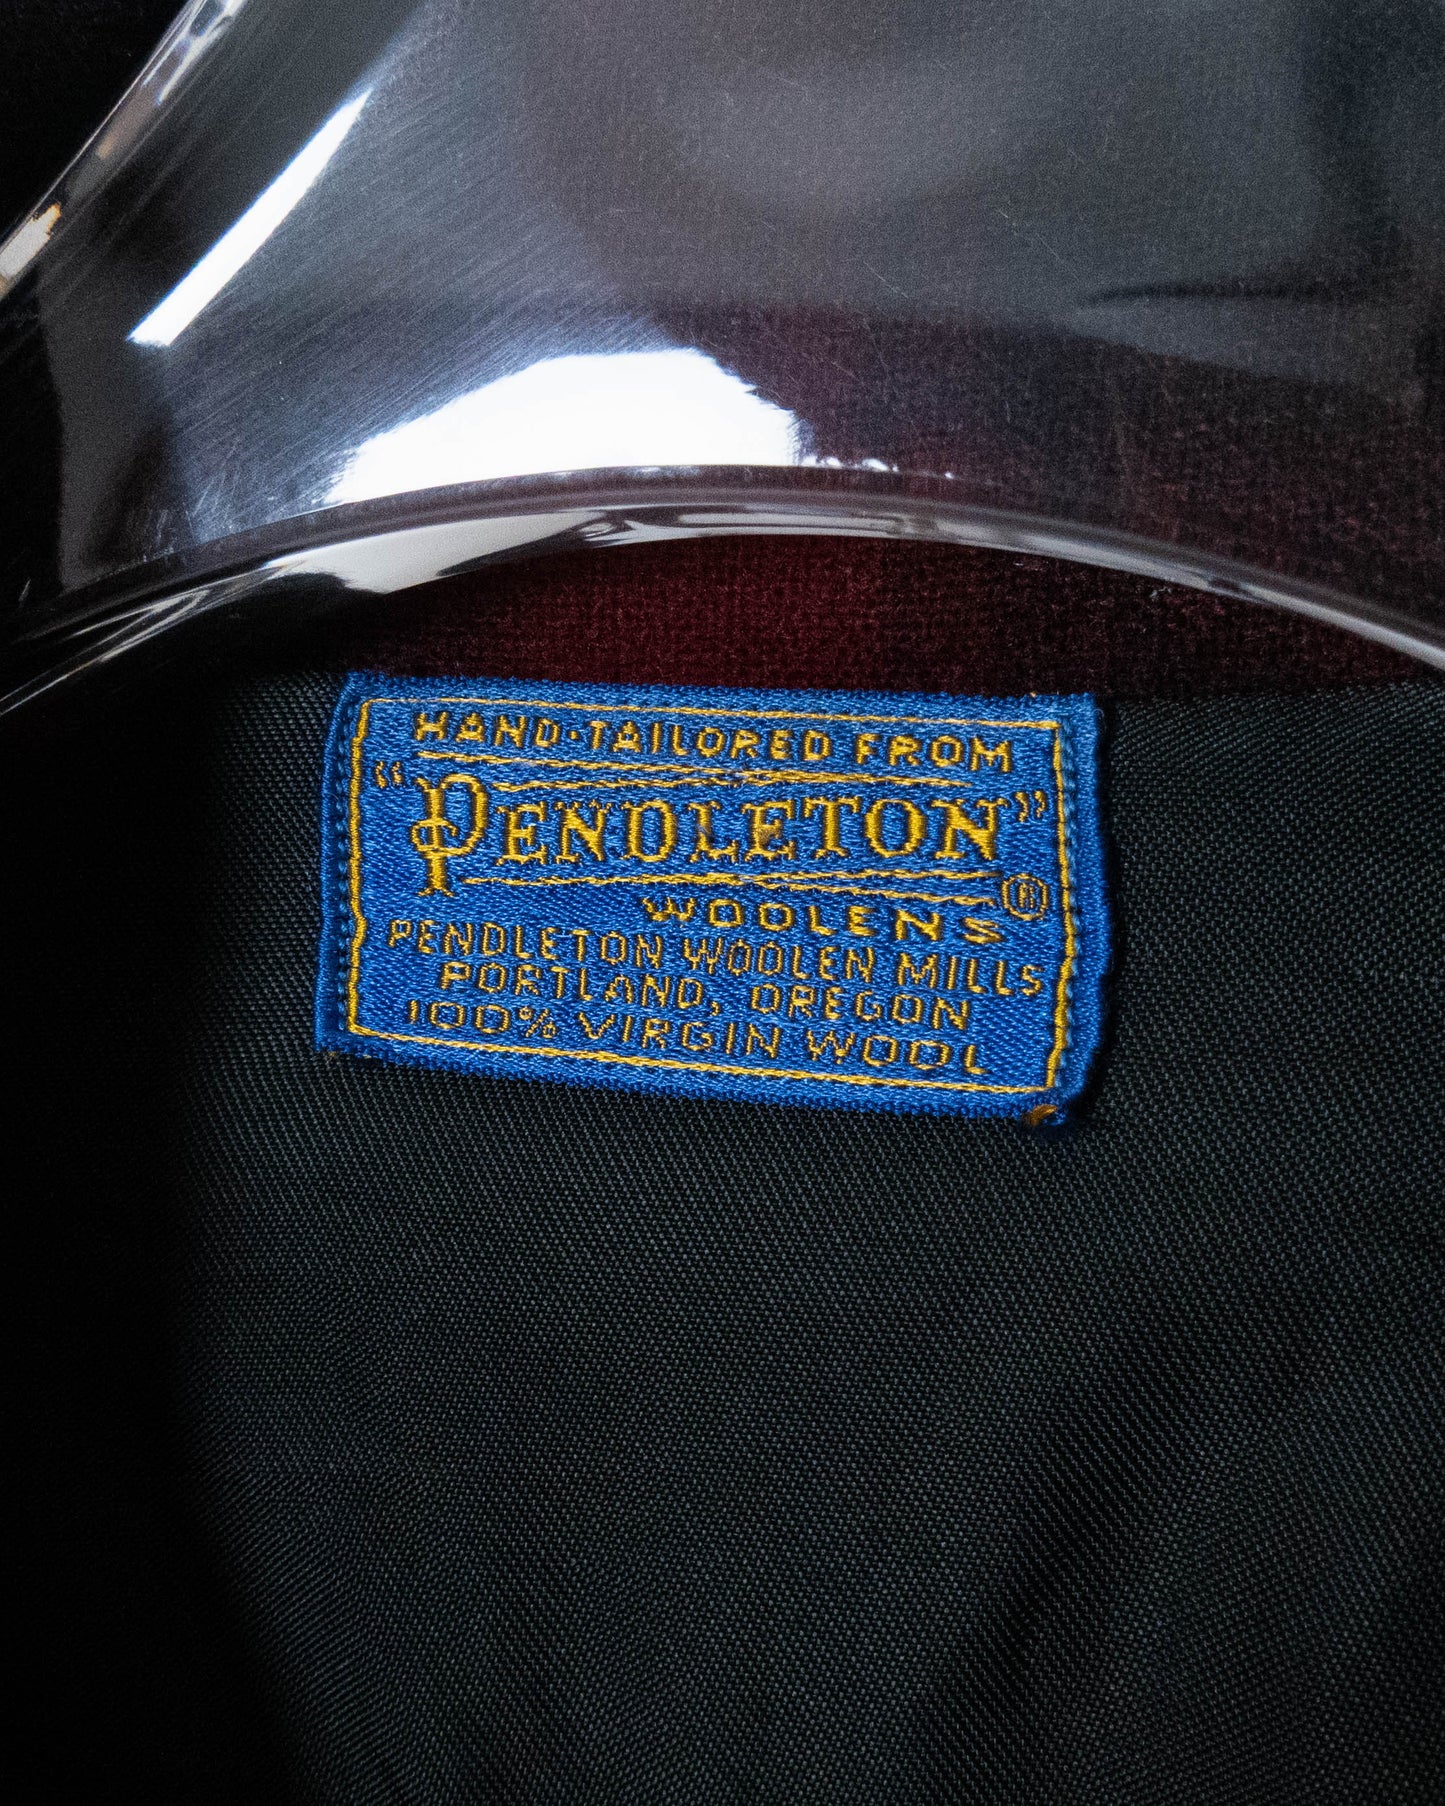 HAND-TAILORED FROM
"PENDLETON"®
WOOLENS
PENDLETON WOOLEN MILLS
PORTLAND, OREGON
100% VIRGIN WOOL